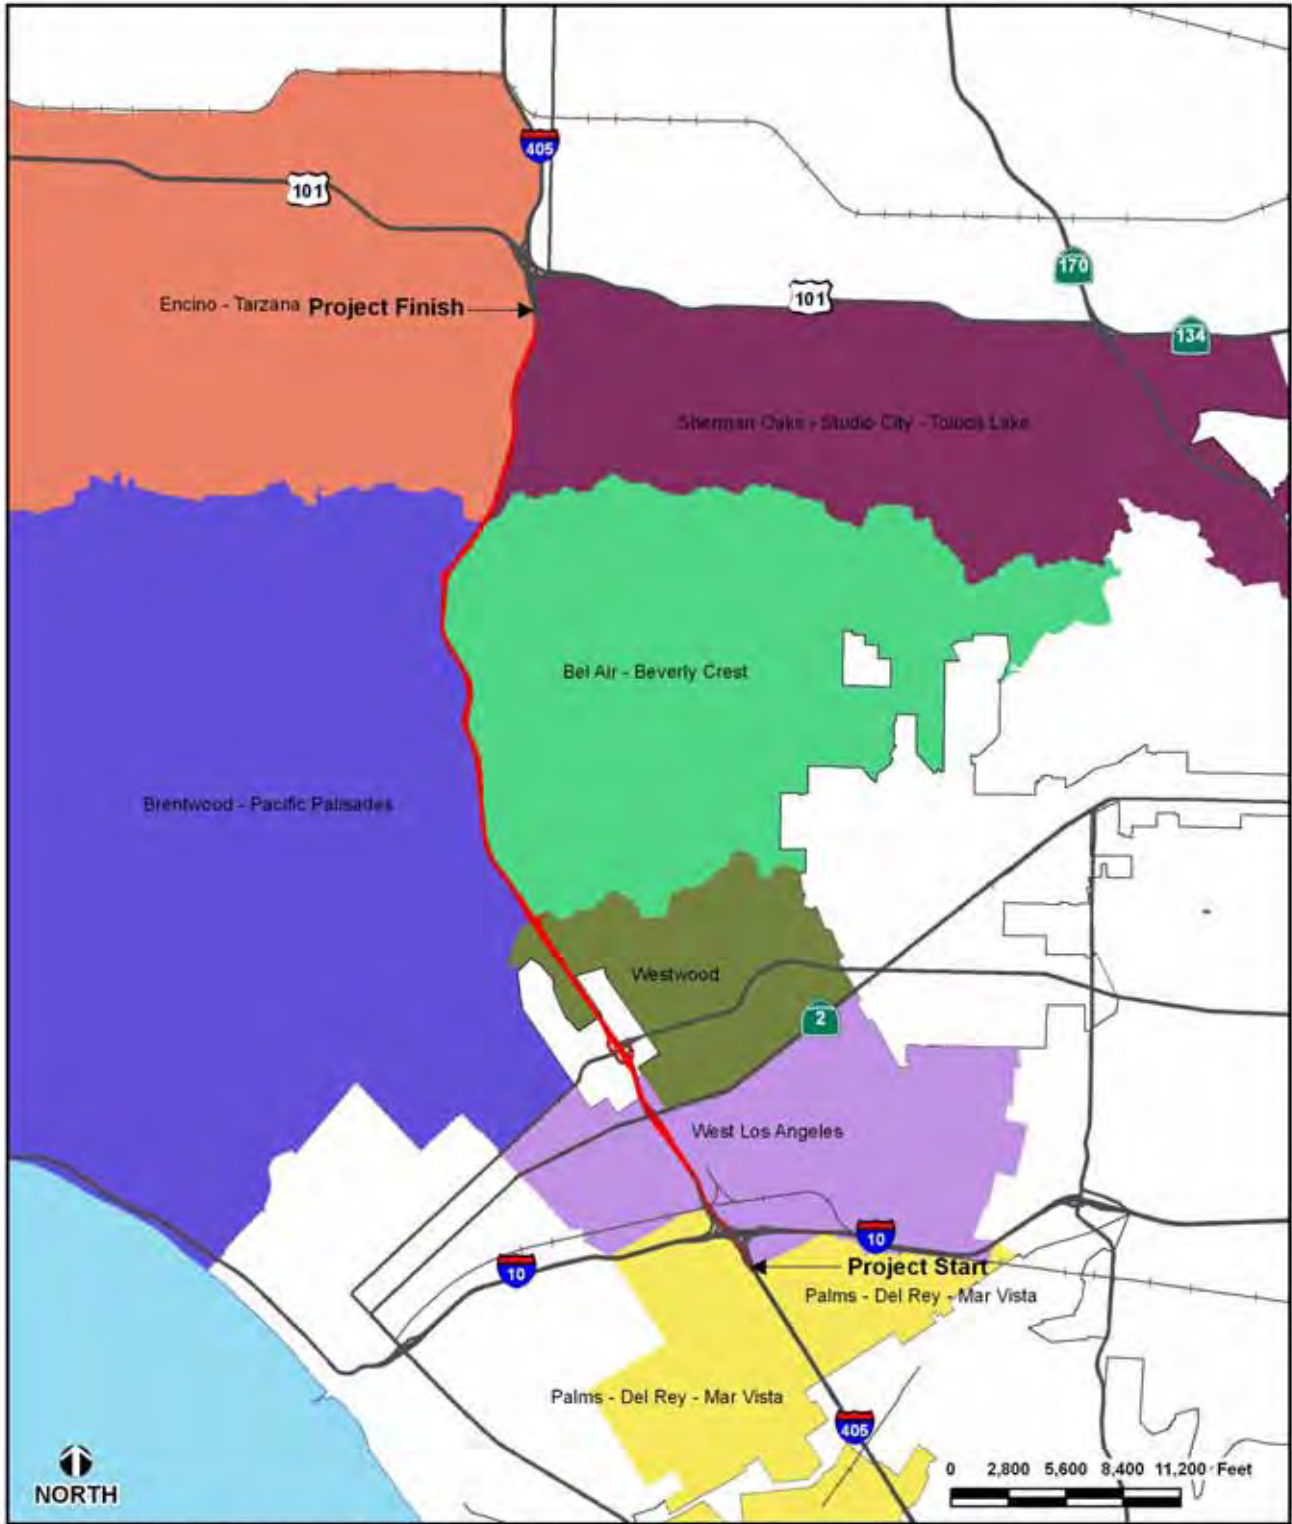 405
101
170
Encino - Tarzana Project Finish
101
134
Sherman Oaks - Studio City - Toluca Lake
Bel Air - Beverly Crest
Brentwood - Pacific Palisades
Westwood
2
West Los Angeles
10
10
Project Start
Palms - Del Rey - Mar Vista
Palms - Del Rey - Mar Vista
405
0 2,800 5,600 8,400 11,200 Feet
NORTH